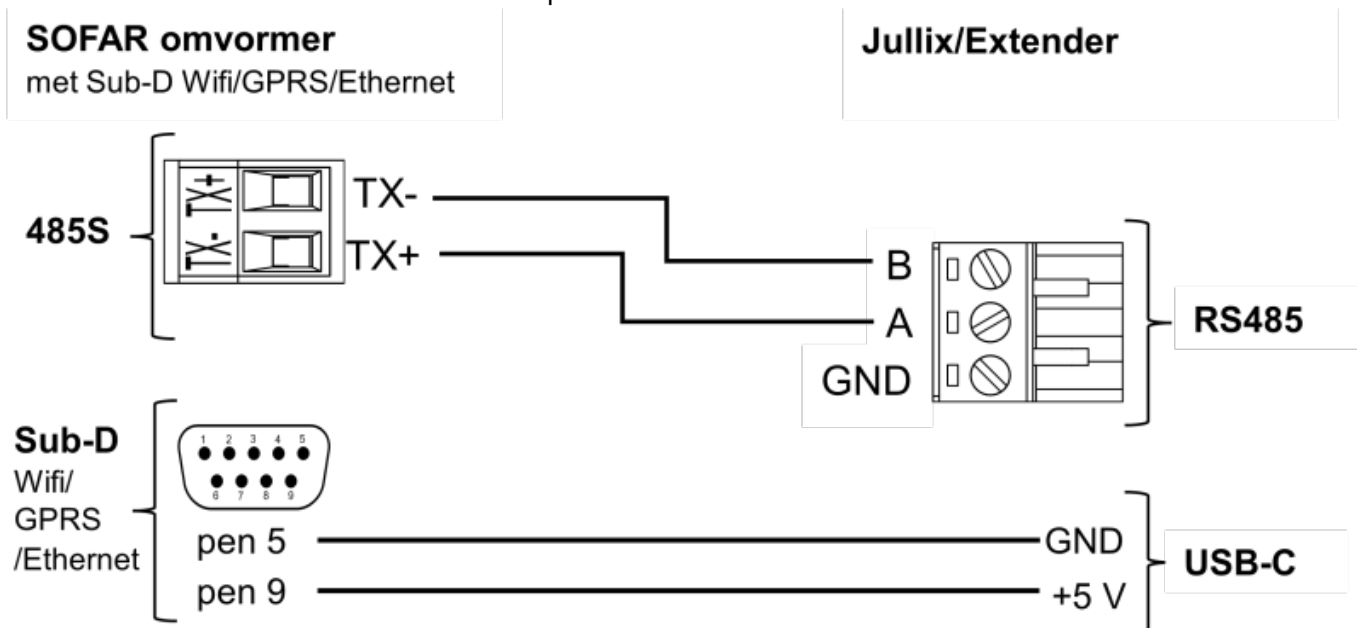 SOFAR omvormer
met Sub-D Wifi/GPRS/Ethernet
Jullix/Extender
485S
TX+
TX-
TX-
TX+
B
A
GND
RS485
Sub-D
Wifi/
GPRS
/Ethernet
1 2 3 4 5
6 7 8 9
pen 5
pen 9
GND
+5 V
USB-C